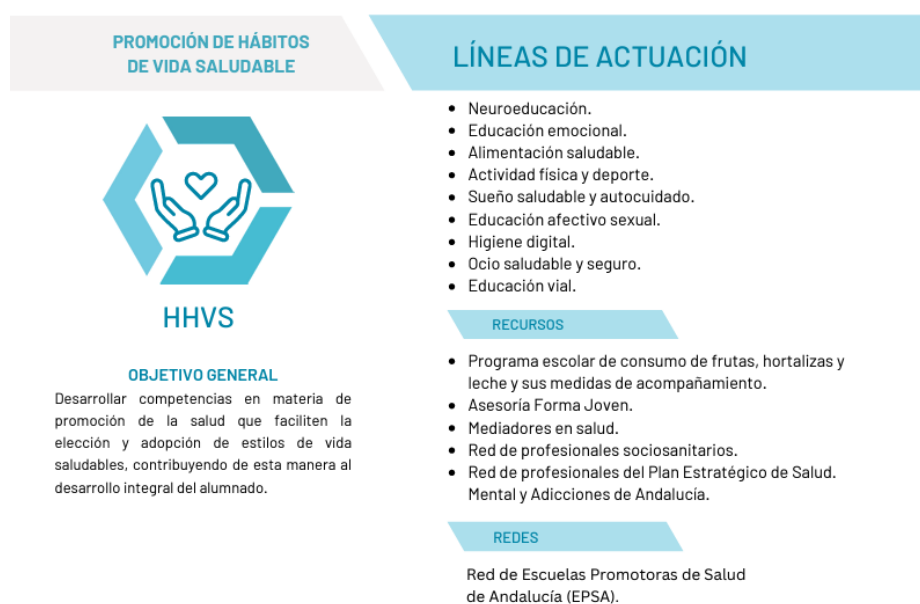 PROMOCIÓN DE HÁBITOS
DE VIDA SALUDABLE
HHVS
OBJETIVO GENERAL
Desarrollar competencias en materia de
promoción de la salud que faciliten la
elección y adopción de estilos de vida
saludables, contribuyendo de esta manera al
desarrollo integral del alumnado.
LÍNEAS DE ACTUACIÓN
• Neuroeducación.
• Educación emocional.
• Alimentación saludable.
• Actividad física y deporte.
• Sueño saludable y autocuidado.
• Educación afectivo sexual.
• Higiene digital.
• Ocio saludable y seguro.
• Educación vial.
RECURSOS
• Programa escolar de consumo de frutas, hortalizas y
leche y sus medidas de acompañamiento.
• Asesoría Forma Joven.
• Mediadores en salud.
• Red de profesionales sociosanitarios.
• Red de profesionales del Plan Estratégico de Salud.
Mental y Adicciones de Andalucía.
REDES
Red de Escuelas Promotoras de Salud
de Andalucía (EPSA).